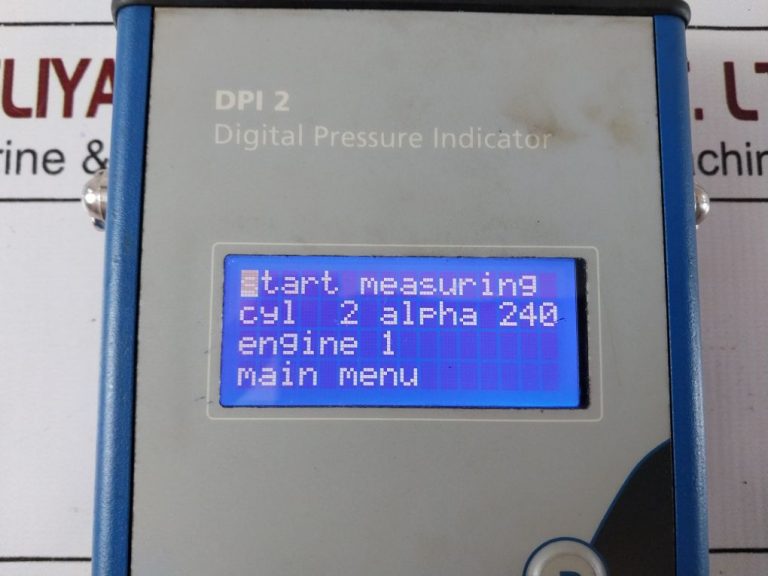 DPI 2
Digital Pressure Indicator
start measuring
cyl 2 alpha 240
engine 1
main menu